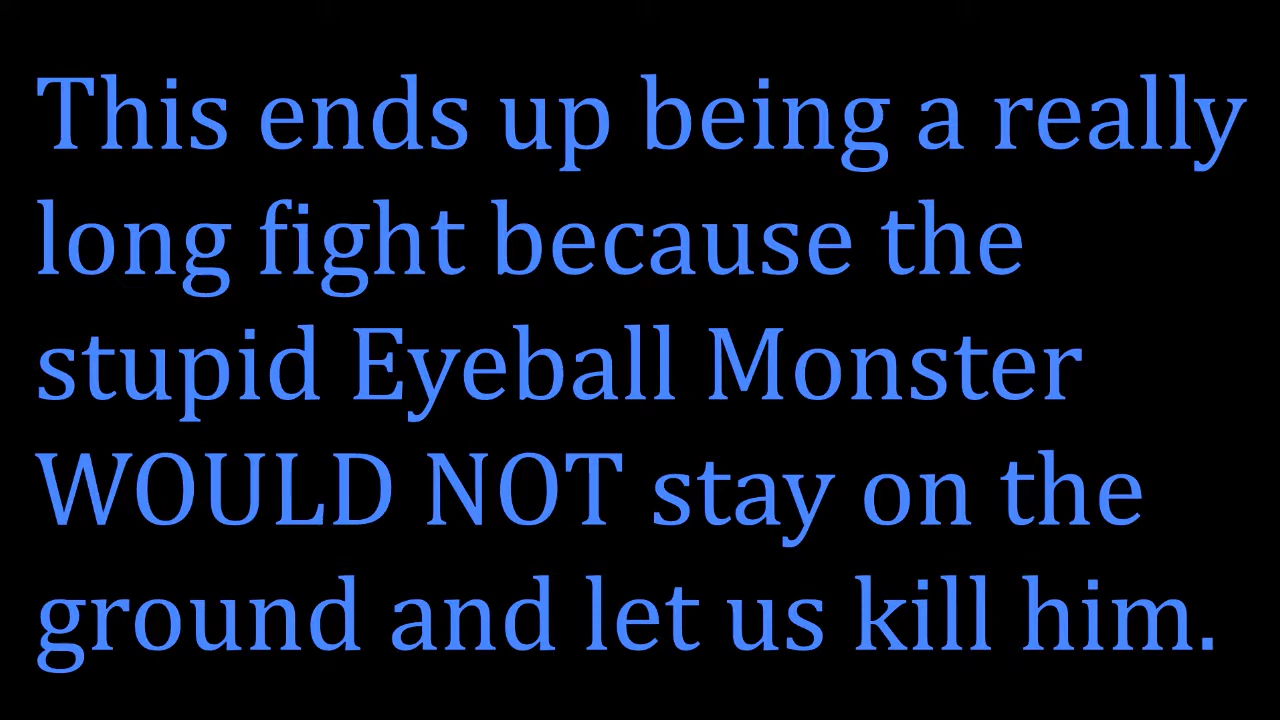 This ends up being a really
long fight because the
stupid Eyeball Monster
WOULD NOT stay on the
ground and let us kill him.